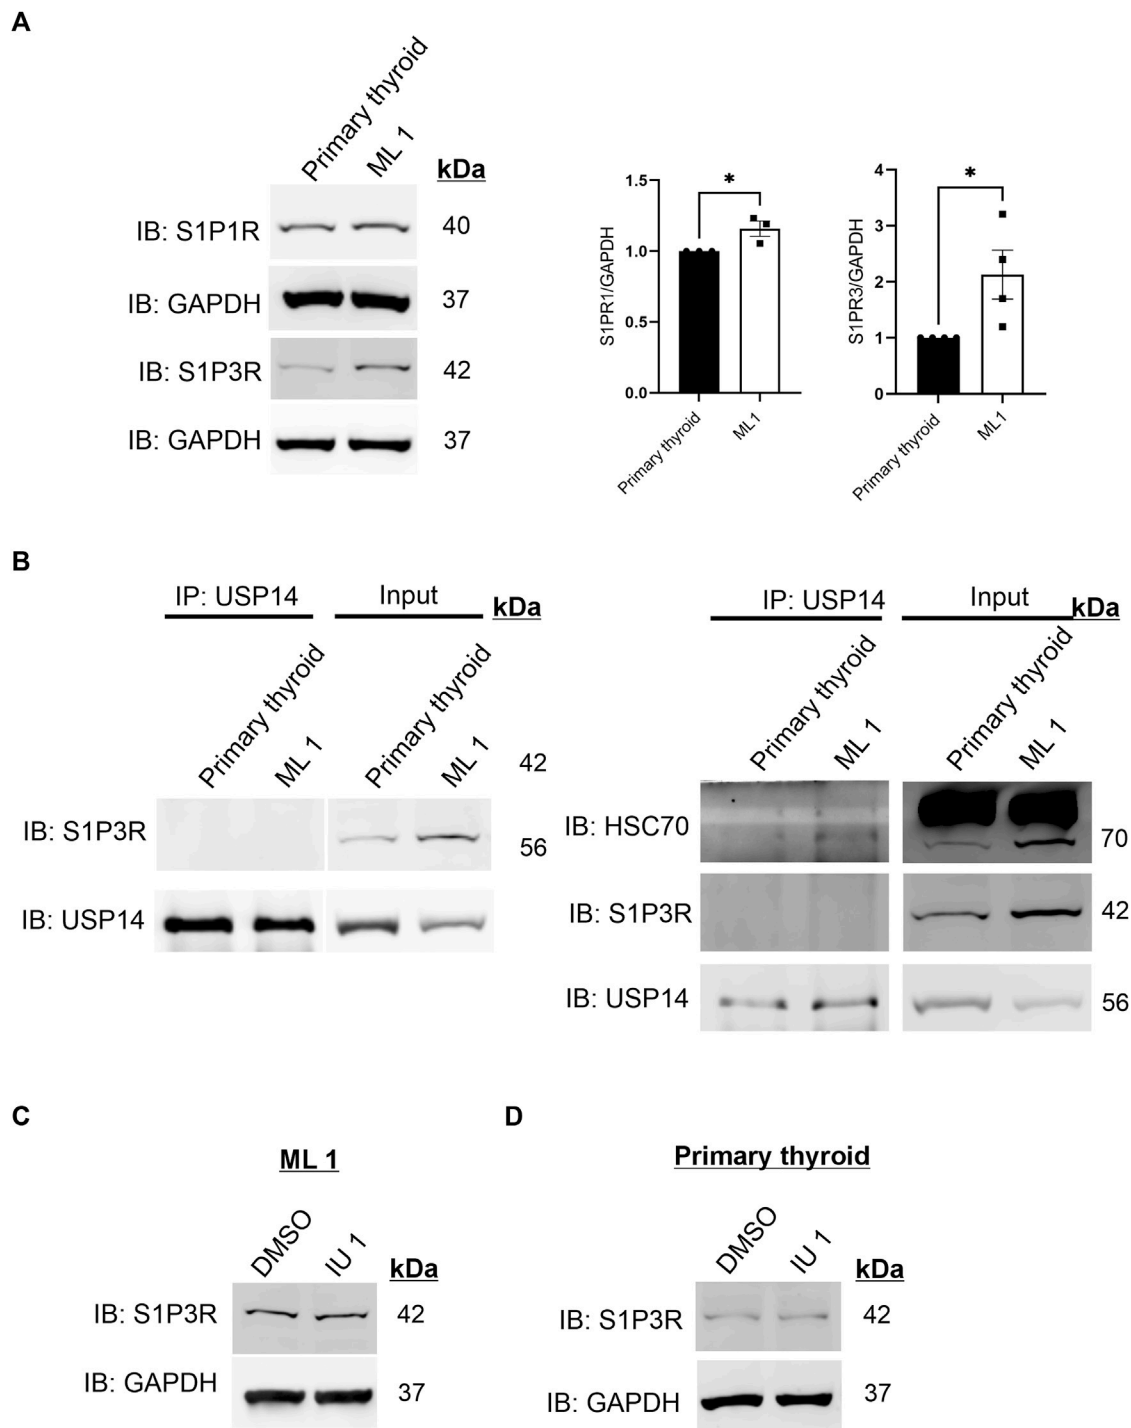 A
Primary thyroid
ML 1
kDa
IB: S1P1R
40
IB: GAPDH
37
IB: S1P3R
42
IB: GAPDH
37
S1PR1/GAPDH
1.5
1.0
0.5
0.0
*
Primary thyroid
ML1
S1PR3/GAPDH
4
3
2
1
0
*
Primary thyroid
ML1
B
IP: USP14
Input
kDa
Primary thyroid
ML 1
Primary thyroid
ML 1
42
IB: S1P3R
56
IB: USP14
IP: USP14
Input
kDa
Primary thyroid
ML 1
Primary thyroid
ML 1
IB: HSC70
70
IB: S1P3R
42
IB: USP14
56
C
ML 1
DMSO
IU 1
kDa
IB: S1P3R
42
IB: GAPDH
37
D
Primary thyroid
DMSO
IU 1
kDa
IB: S1P3R
42
IB: GAPDH
37